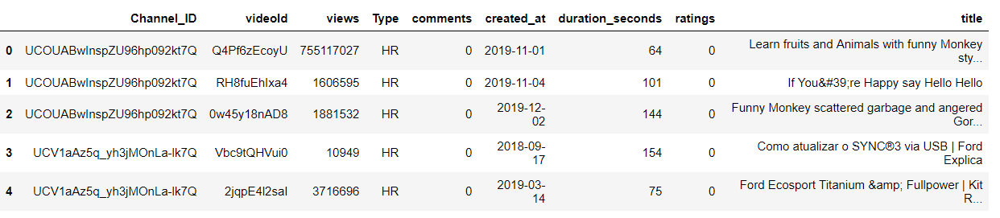 Channel_ID videoId views Type comments created_at duration_seconds ratings title
0 UCOUABwInspZU96hp092kt7Q Q4Pf6zEcoyU 755117027 HR 0 2019-11-01 64 0 Learn fruits and Animals with funny Monkey
sty...
1 UCOUABwInspZU96hp092kt7Q RH8fuEhIxa4 1606595 HR 0 2019-11-04 101 0 If You&#39;re Happy say Hello Hello
2 UCOUABwInspZU96hp092kt7Q 0w45y18nAD8 1881532 HR 0 2019-12-
02 144 0 Funny Monkey scattered garbage and angered
Gor...
3 UCV1aAz5q_yh3jMOnLa-lk7Q Vbc9tQHVui0 10949 HR 0 2018-09-
17 154 0 Como atualizar o SYNC®3 via USB | Ford
Explica
4 UCV1aAz5q_yh3jMOnLa-lk7Q 2jqpE4l2saI 3716696 HR 0 2019-03-
14 75 0 Ford Ecosport Titanium &amp; Fullpower | Kit
R...